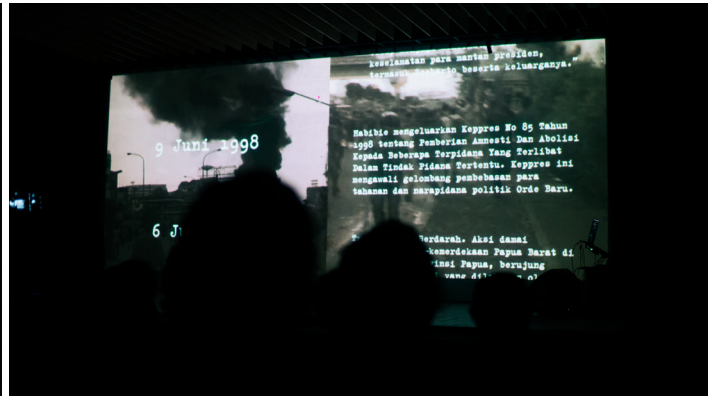 keselamatan para mantan presiden,
termasuk beserta keluarganya."
9 Juni 1998
Habibie mengeluarkan Keppres No 85 Tahun
1998 tentang Pemberian Amnesti Dan Abolisi
Kepada Beberapa Terpidana Yang Terlibat
Dalam Tindak Pidana Tertentu. Keppres ini
mengawali gelombang pembebasan para
tahanan dan narapidana politik Orde Baru.
6
Berdarah. Aksi damai
kemerdekaan Papua Barat di
Papua, berujung
yang